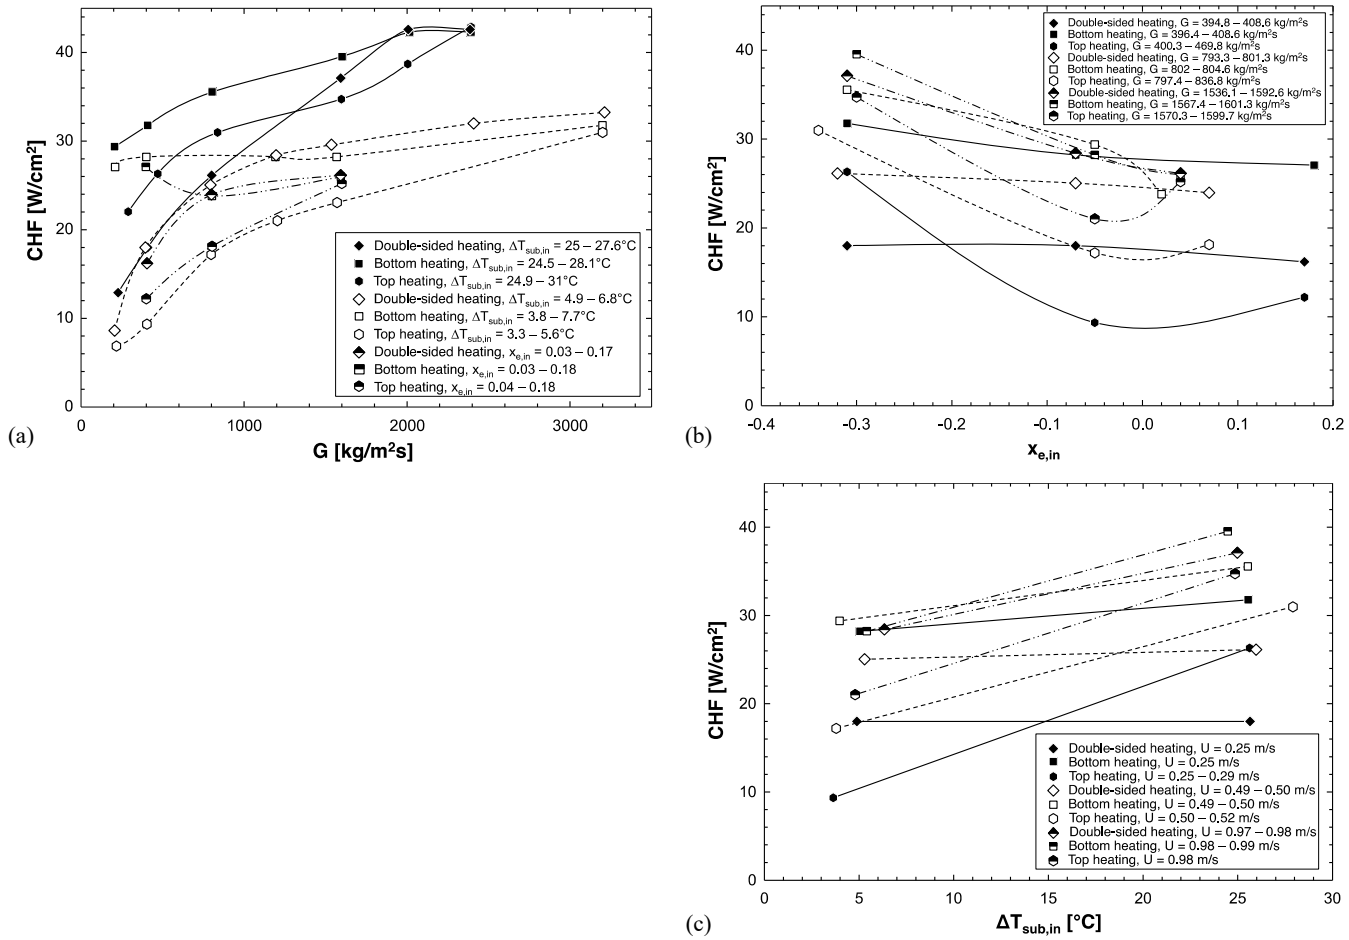 CHF [W/cm²]
40
30
20
10
0
Double-sided heating, ΔTsub,in = 25 – 27.6°C
Bottom heating, ΔTsub,in = 24.5 – 28.1°C
Top heating, ΔTsub,in = 24.9 – 31°C
Double-sided heating, ΔTsub,in = 4.9 – 6.8°C
Bottom heating, ΔTsub,in = 3.8 – 7.7°C
Top heating, ΔTsub,in = 3.3 – 5.6°C
Double-sided heating, xe,in = 0.03 – 0.17
Bottom heating, xe,in = 0.03 – 0.18
Top heating, xe,in = 0.04 – 0.18
0 1000 2000 3000
G [kg/m²s]
(a)
CHF [W/cm²]
40
30
20
10
0
Double-sided heating, G = 394.8 – 408.6 kg/m²s
Bottom heating, G = 396.4 – 408.6 kg/m²s
Top heating, G = 400.3 – 469.8 kg/m²s
Double-sided heating, G = 793.3 – 801.3 kg/m²s
Bottom heating, G = 802 – 804.6 kg/m²s
Top heating, G = 797.4 – 836.8 kg/m²s
Double-sided heating, G = 1536.1 – 1592.6 kg/m²s
Bottom heating, G = 1567.4 – 1601.3 kg/m²s
Top heating, G = 1570.3 – 1599.7 kg/m²s
-0.4 -0.3 -0.2 -0.1 0.0 0.1 0.2
xe,in
(b)
CHF [W/cm²]
40
30
20
10
0
Double-sided heating, U = 0.25 m/s
Bottom heating, U = 0.25 m/s
Top heating, U = 0.25 – 0.29 m/s
Double-sided heating, U = 0.49 – 0.50 m/s
Bottom heating, U = 0.49 – 0.50 m/s
Top heating, U = 0.50 – 0.52 m/s
Double-sided heating, U = 0.97 – 0.98 m/s
Bottom heating, U = 0.98 – 0.99 m/s
Top heating, U = 0.98 m/s
0 5 10 15 20 25 30
ΔTsub,in [°C]
(c)